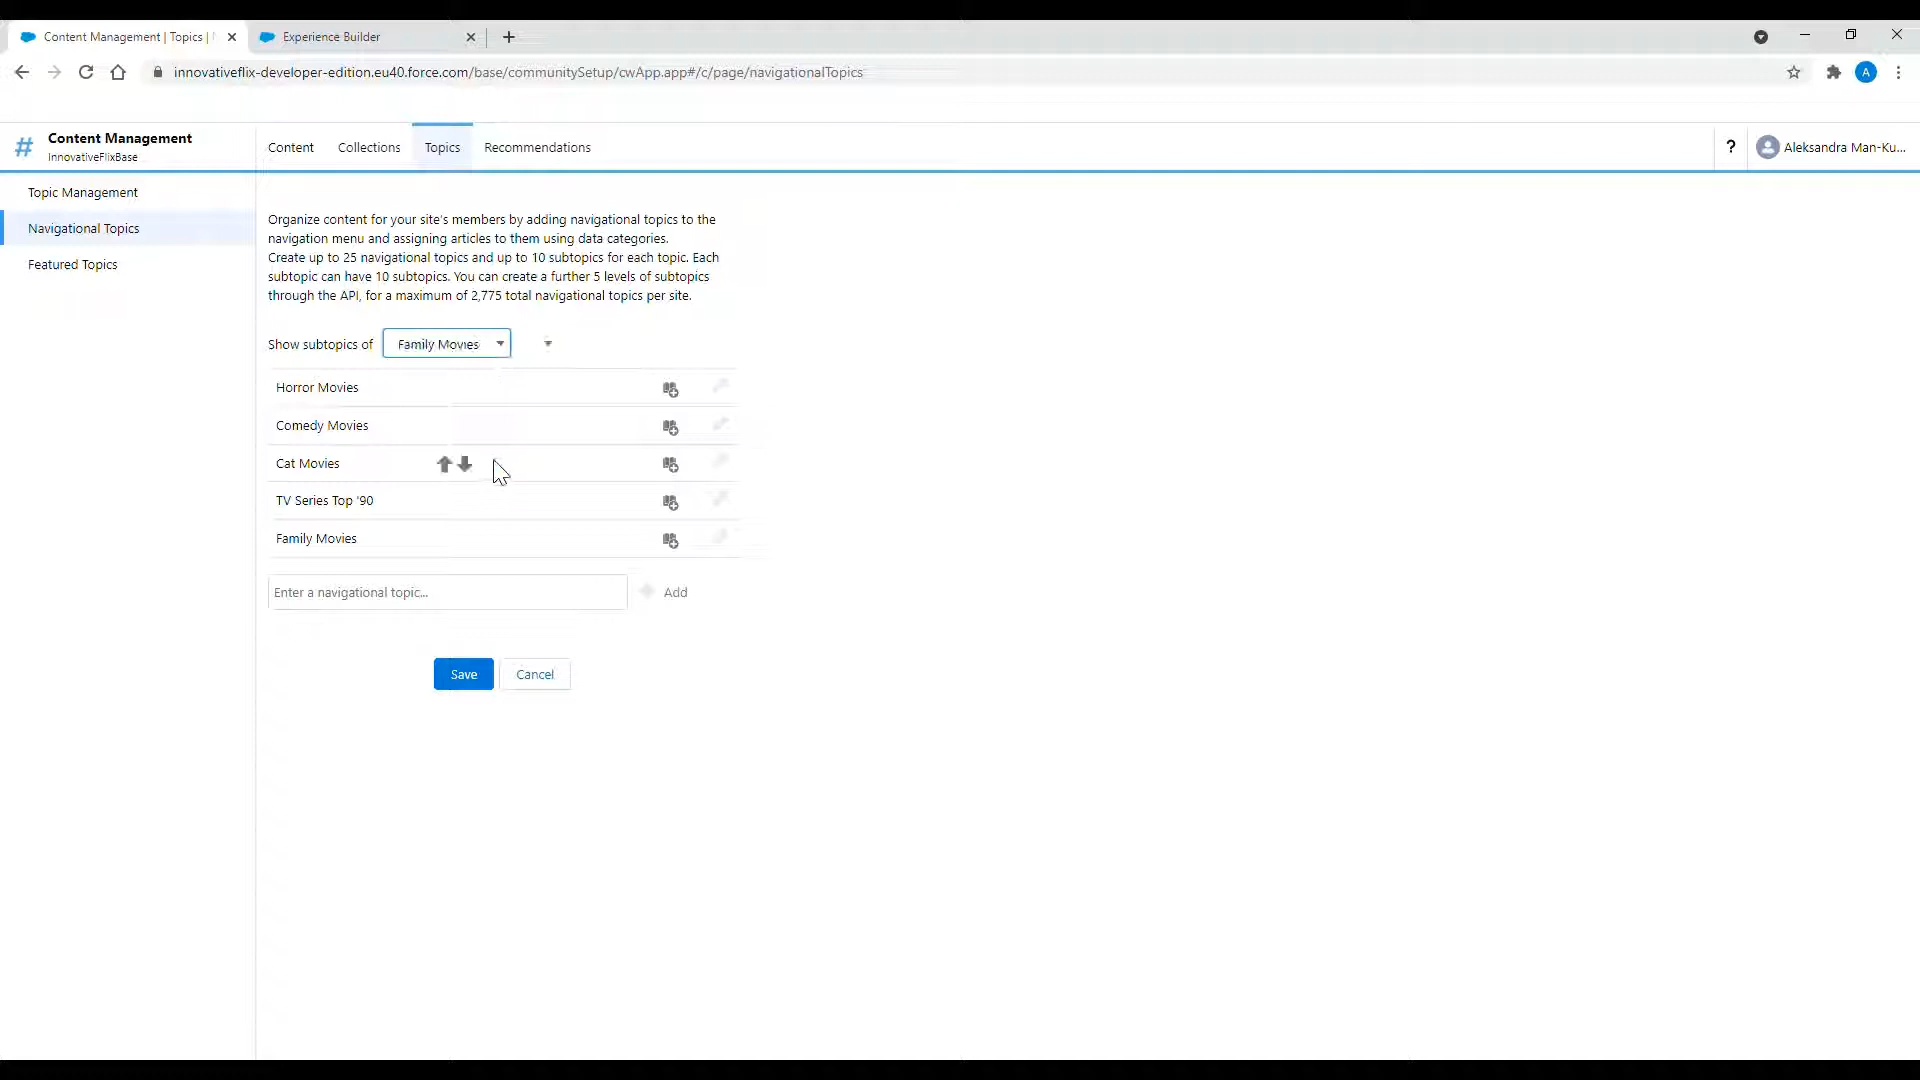 Content Management | Topics |
Experience Builder
innovativeflix-developer-edition.eu40.force.com/base/communitySetup/cwApp.app#/c/page/navigationalTopics
A
Content Management
InnovativeFlixBase
Content
Collections
Topics
Recommendations
?
Aleksandra Man-Ku...
Topic Management
Navigational Topics
Featured Topics
Organize content for your site's members by adding navigational topics to the
navigation menu and assigning articles to them using data categories.
Create up to 25 navigational topics and up to 10 subtopics for each topic. Each
subtopic can have 10 subtopics. You can create a further 5 levels of subtopics
through the API, for a maximum of 2,775 total navigational topics per site.
Show subtopics of
Family Movies
Horror Movies
Comedy Movies
Cat Movies
TV Series Top '90
Family Movies
Enter a navigational topic...
Add
Save
Cancel